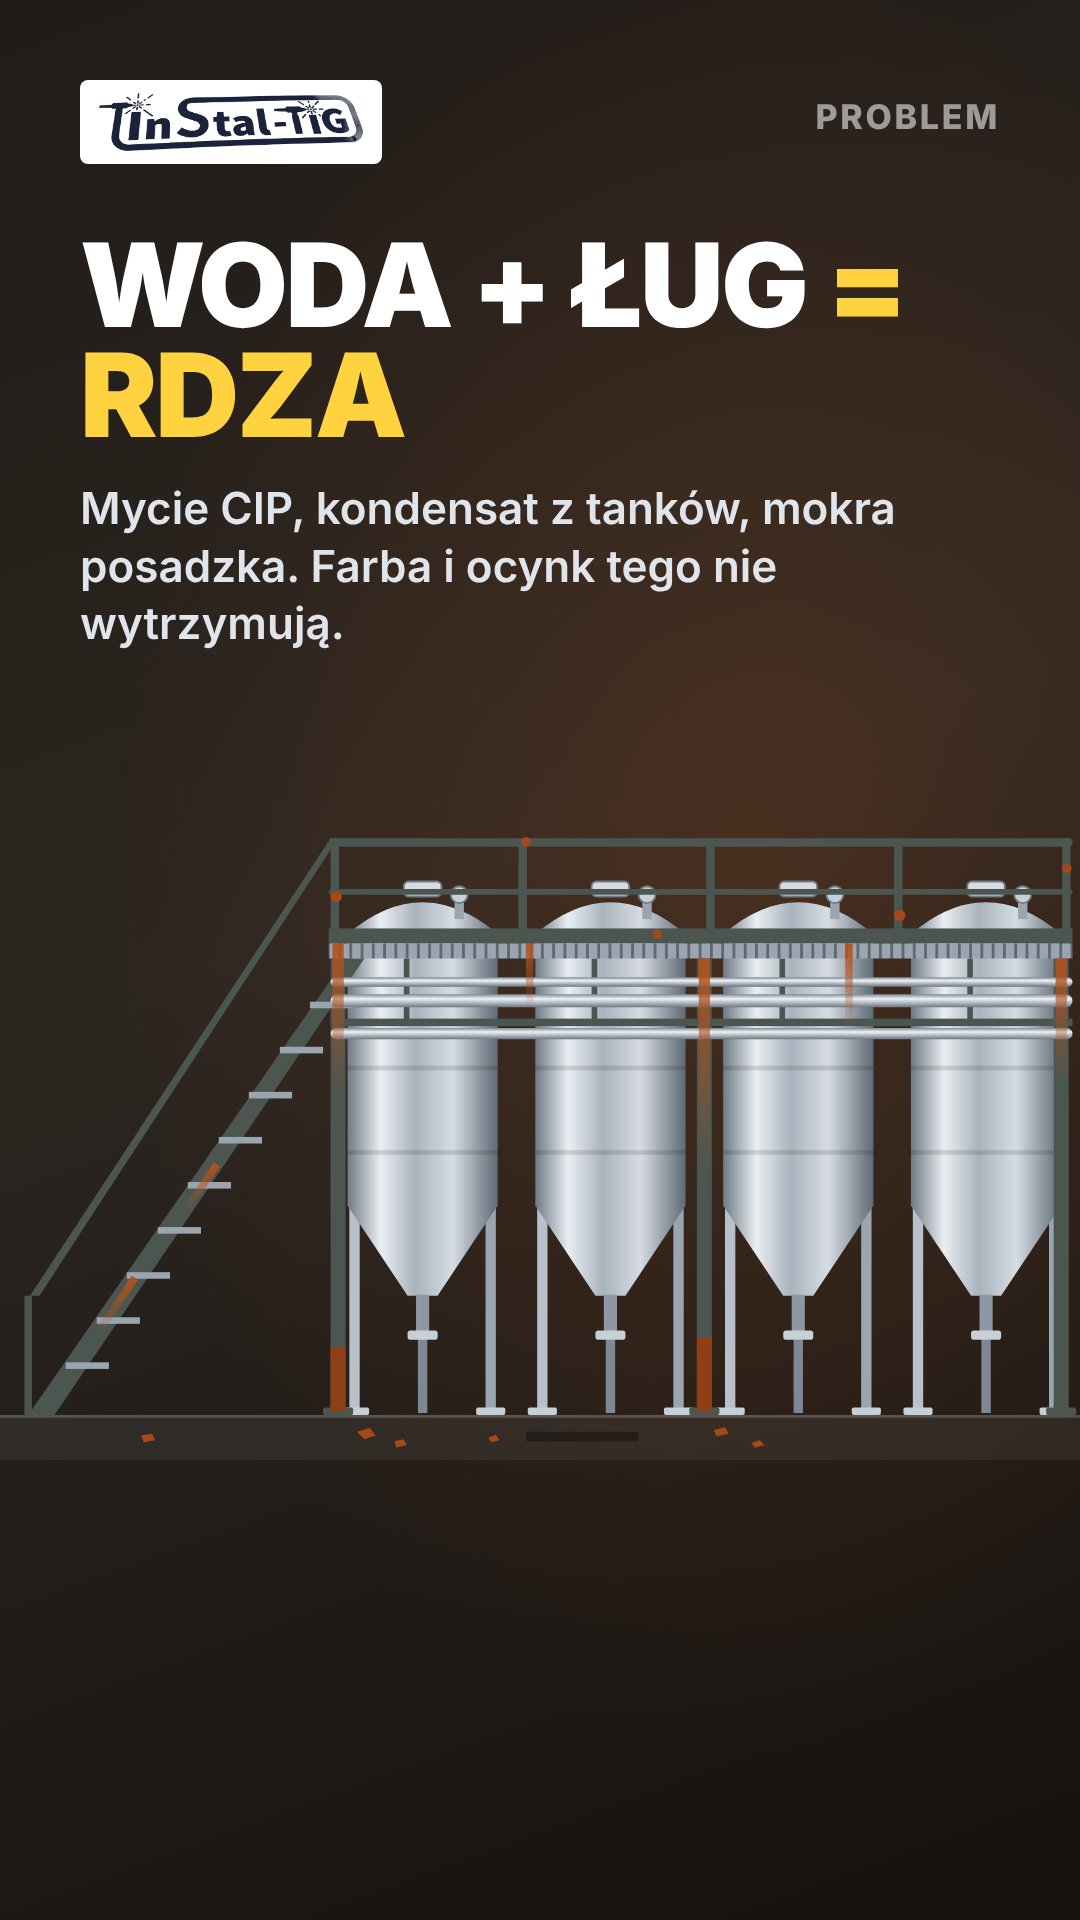 InStal-TiG
PROBLEM
WODA + ŁUG =
RDZA
Mycie CIP, kondensat z tanków, mokra
posadzka. Farba i ocynk tego nie
wytrzymują.